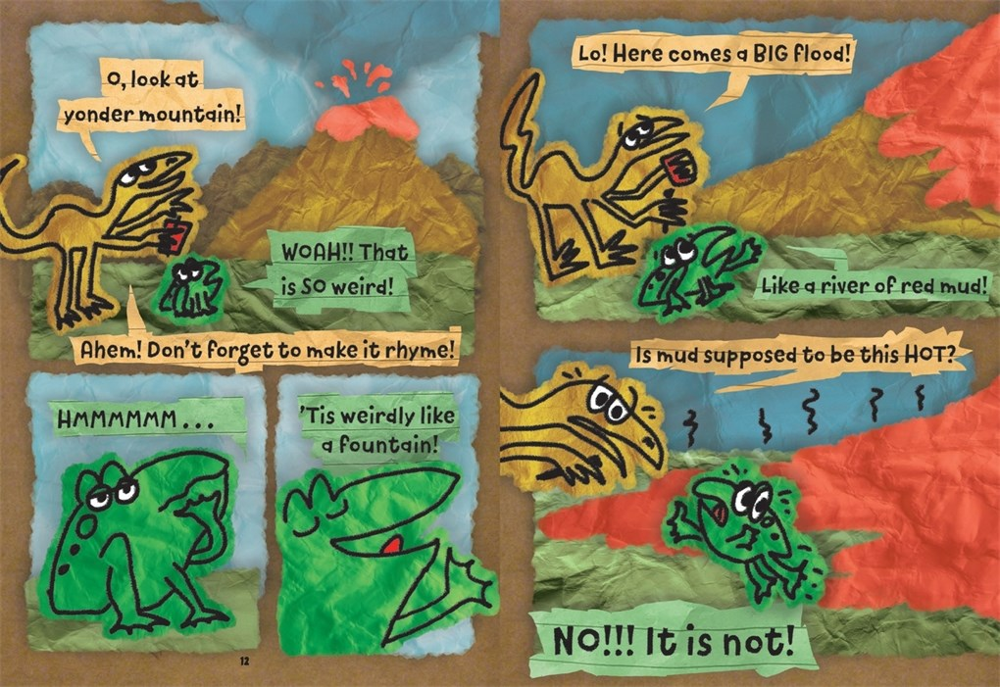 O, look at
yonder mountain!
WOAH!! That
is SO weird!
Ahem! Don't forget to make it rhyme!
HMMMMMM...
'Tis weirdly like
a fountain!
12
Lo! Here comes a BIG flood!
Like a river of red mud!
Is mud supposed to be this HOT?
NO!!! It is not!